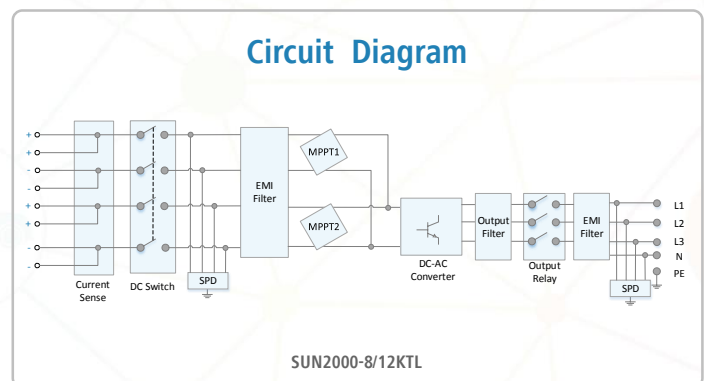 Circuit Diagram
+
+
-
-
+
+
-
-
Current
Sense
DC Switch
SPD
EMI
Filter
MPPT1
MPPT2
DC-AC
Converter
Output
Filter
Output
Relay
EMI
Filter
SPD
L1
L2
L3
N
PE
SUN2000-8/12KTL